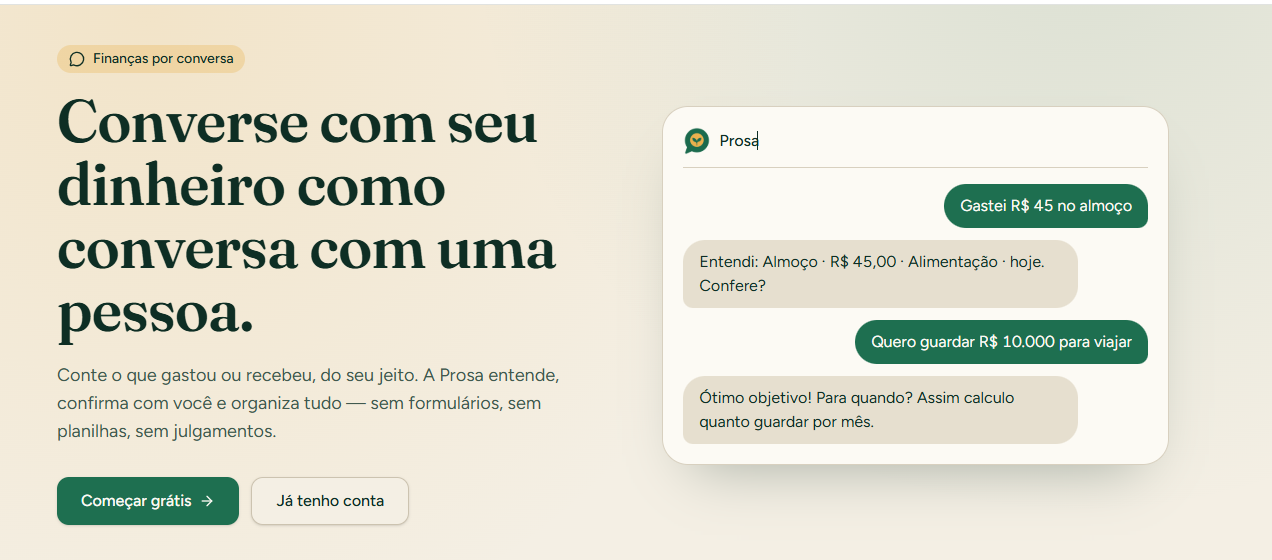 Finanças por conversa
Converse com seu
dinheiro como
conversa com uma
pessoa.
Conte o que gastou ou recebeu, do seu jeito. A Prosa entende,
confirma com você e organiza tudo — sem formulários, sem
planilhas, sem julgamentos.
Começar grátis →
Já tenho conta
Prosa
Gastei R$ 45 no almoço
Entendi: Almoço · R$ 45,00 · Alimentação · hoje.
Confere?
Quero guardar R$ 10.000 para viajar
Ótimo objetivo! Para quando? Assim calculo
quanto guardar por mês.